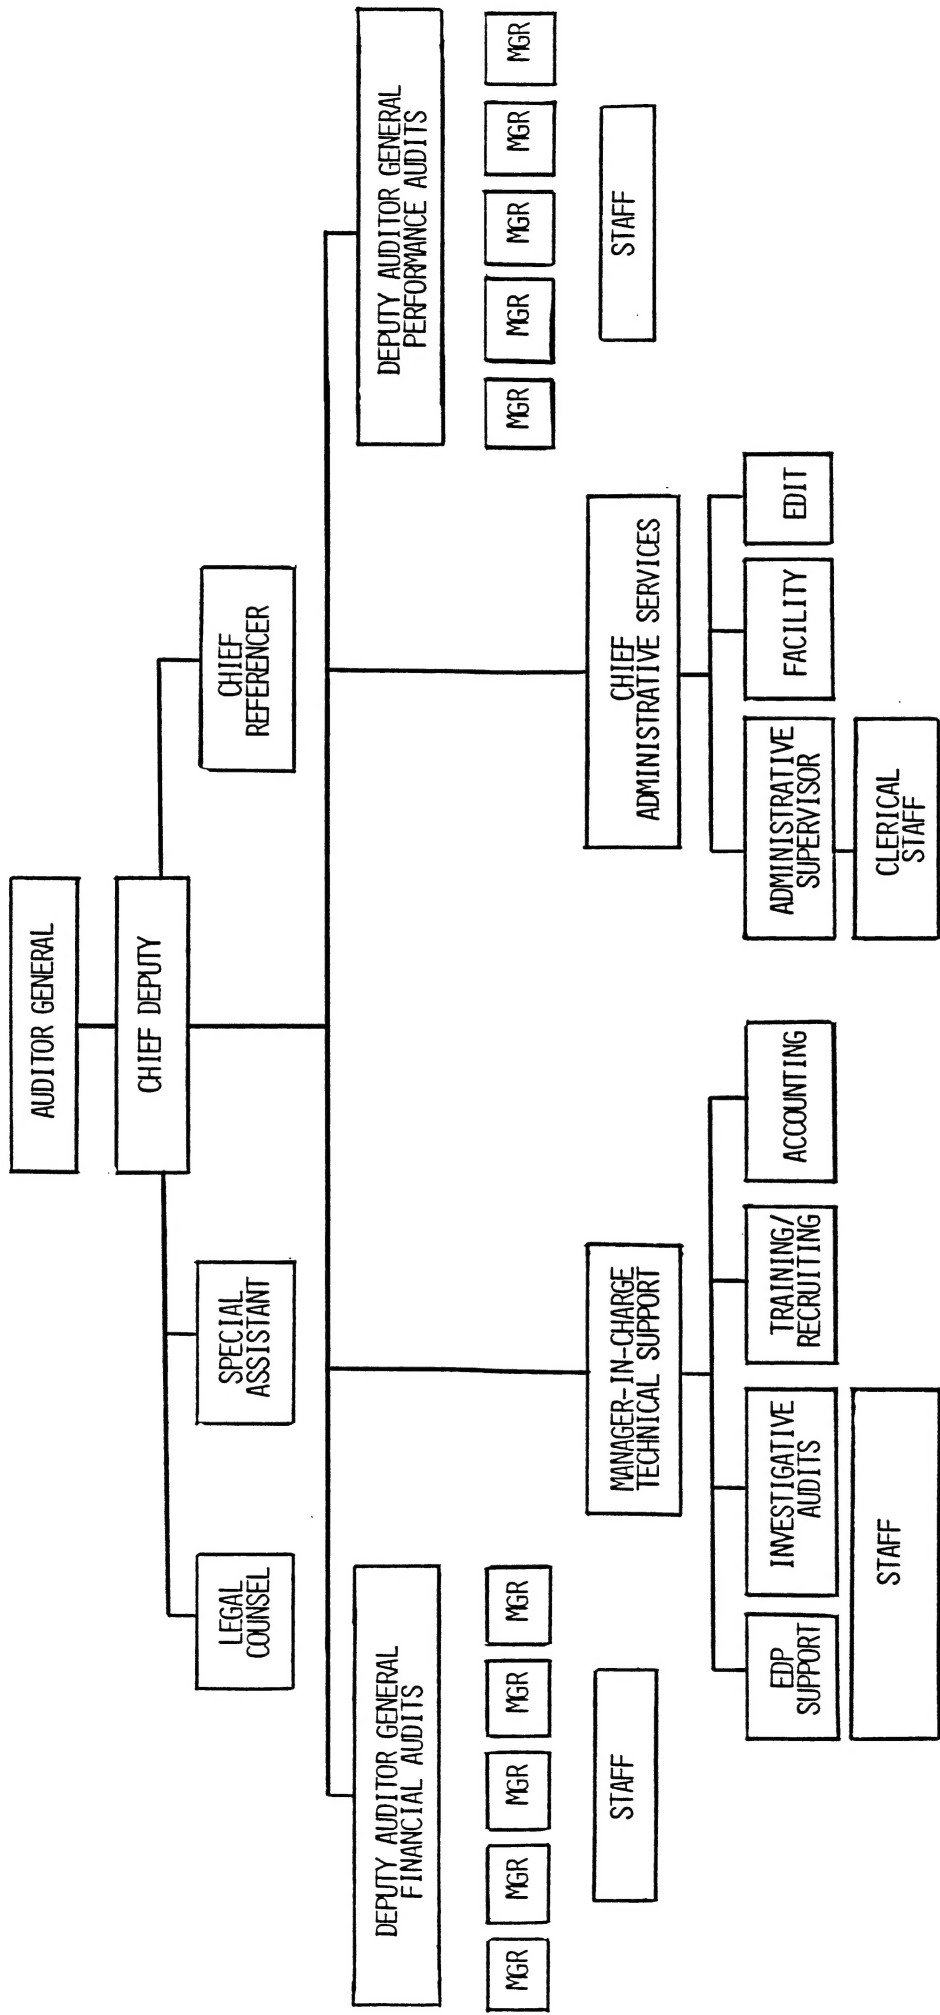 AUDITOR GENERAL
CHIEF DEPUTY
LEGAL
COUNSEL
SPECIAL
ASSISTANT
CHIEF
REFERENCER
DEPUTY AUDITOR GENERAL
FINANCIAL AUDITS
DEPUTY AUDITOR GENERAL
PERFORMANCE AUDITS
MGR
MGR
MGR
MGR
MGR
MGR
MGR
MGR
MGR
MGR
STAFF
STAFF
MANAGER-IN-CHARGE
TECHNICAL SUPPORT
CHIEF
ADMINISTRATIVE SERVICES
EDP
SUPPORT
INVESTIGATIVE
AUDITS
TRAINING/
RECRUITING
ACCOUNTING
ADMINISTRATIVE
SUPERVISOR
FACILITY
EDIT
STAFF
CLERICAL
STAFF